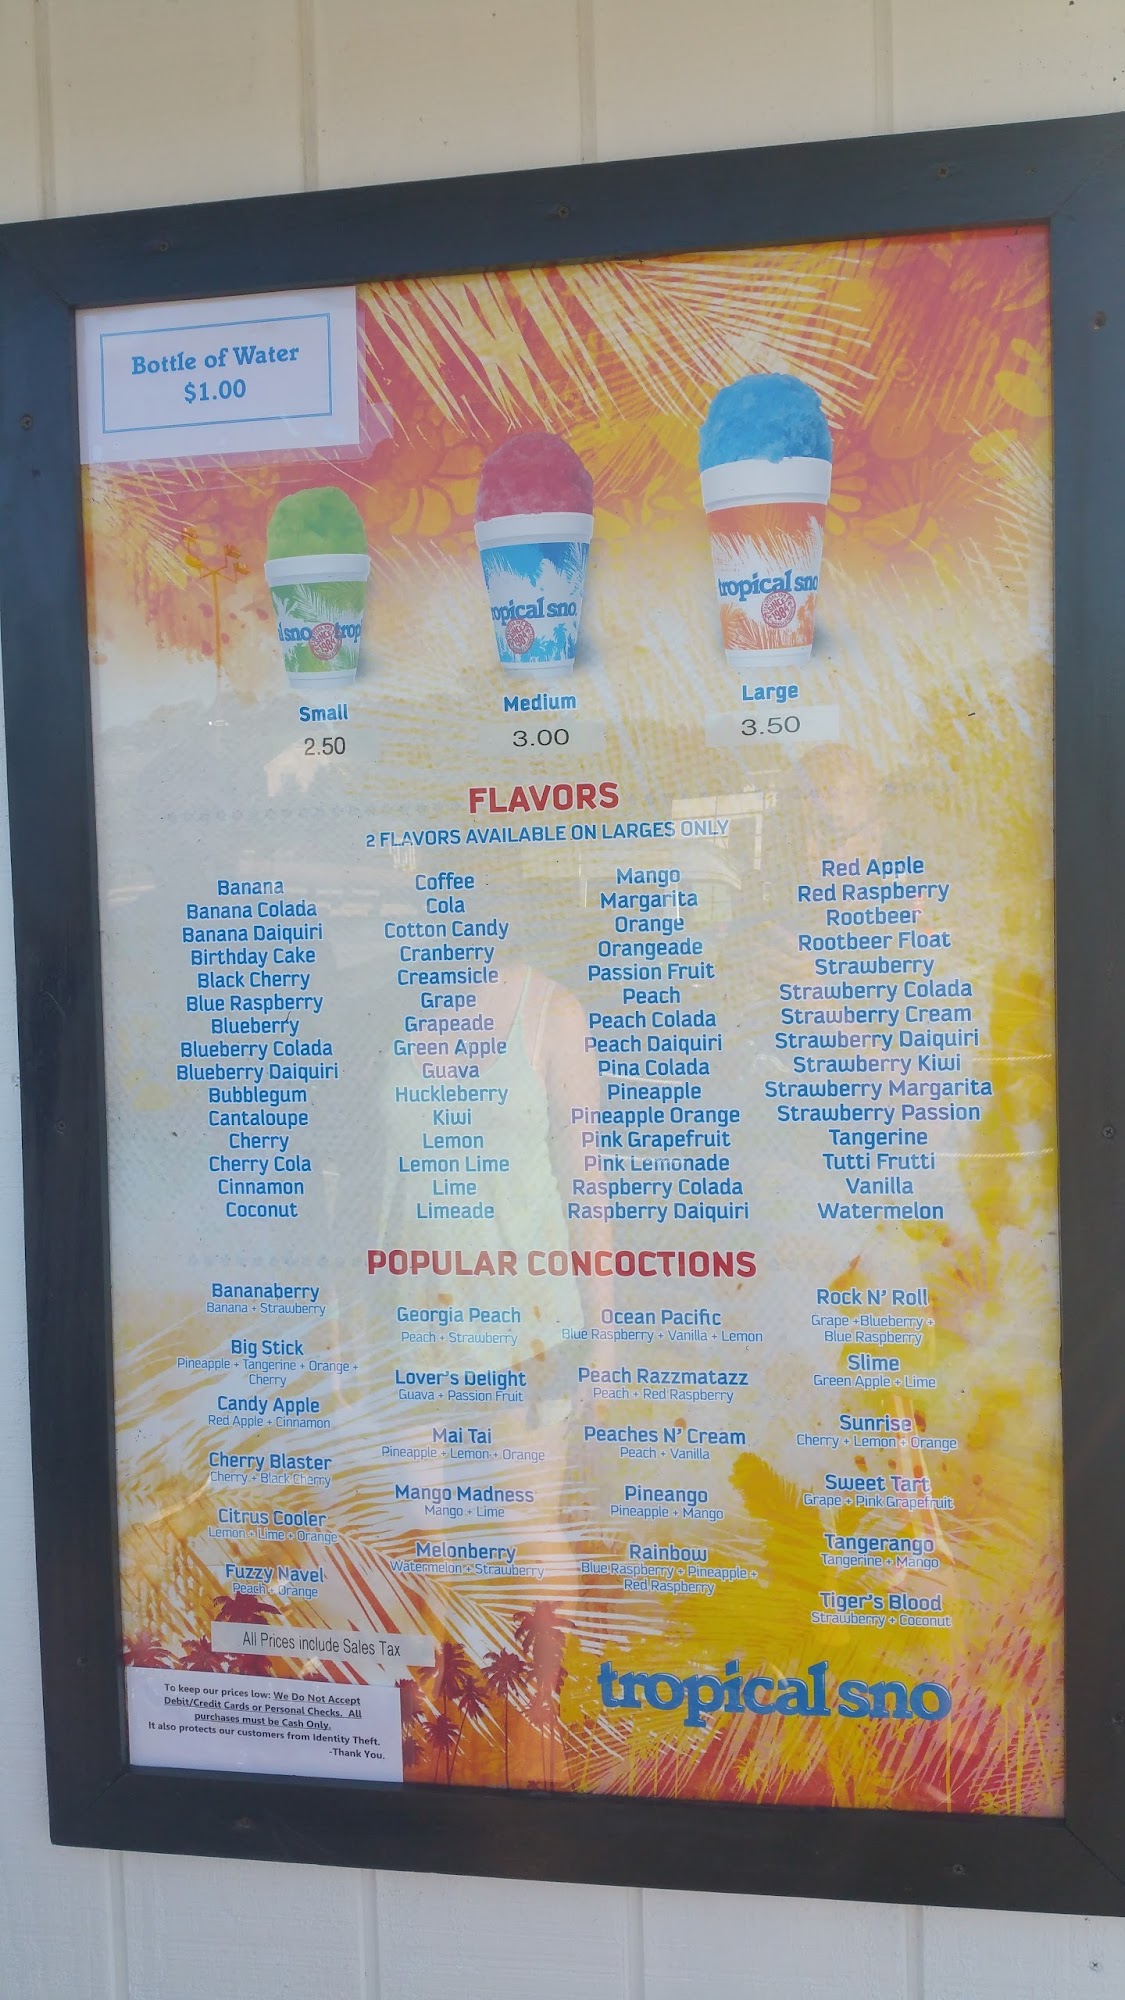 Bottle of Water
$1.00
tropical sno
l sno trop
opical sno
Small
Medium
Large
2.50
3.00
3.50
FLAVORS
2 FLAVORS AVAILABLE ON LARGES ONLY
Banana
Banana Colada
Banana Daiquiri
Birthday Cake
Black Cherry
Blue Raspberry
Blueberry
Blueberry Colada
Blueberry Daiquiri
Bubblegum
Cantaloupe
Cherry
Cherry Cola
Cinnamon
Coconut
Coffee
Cola
Cotton Candy
Cranberry
Creamsicle
Grape
Grapeade
Green Apple
Guava
Huckleberry
Kiwi
Lemon
Lemon Lime
Lime
Limeade
Mango
Margarita
Orange
Orangeade
Passion Fruit
Peach
Peach Colada
Peach Daiquiri
Pina Colada
Pineapple
Pineapple Orange
Pink Grapefruit
Pink Lemonade
Raspberry Colada
Raspberry Daiquiri
Red Apple
Red Raspberry
Rootbeer
Rootbeer Float
Strawberry
Strawberry Colada
Strawberry Cream
Strawberry Daiquiri
Strawberry Kiwi
Strawberry Margarita
Strawberry Passion
Tangerine
Tutti Frutti
Vanilla
Watermelon
POPULAR CONCOCTIONS
Bananaberry
Banana + Strawberry
Big Stick
Pineapple + Tangerine + Orange +
Cherry
Candy Apple
Red Apple + Cinnamon
Cherry Blaster
Cherry + Black Cherry
Citrus Cooler
Lemon + Lime + Orange
Fuzzy Navel
Peach + Orange
Georgia Peach
Peach + Strawberry
Lover's Delight
Guava + Passion Fruit
Mai Tai
Pineapple + Lemon + Orange
Mango Madness
Mango + Lime
Melonberry
Watermelon + Strawberry
Ocean Pacific
Blue Raspberry + Vanilla + Lemon
Peach Razzmatazz
Peach + Red Raspberry
Peaches N' Cream
Peach + Vanilla
Pineango
Pineapple + Mango
Rainbow
Blue Raspberry + Pineapple +
Red Raspberry
Rock N' Roll
Grape +Blueberry +
Blue Raspberry
Slime
Green Apple + Lime
Sunrise
Cherry + Lemon + Orange
Sweet Tart
Grape + Pink Grapefruit
Tangerango
Tangerine + Mango
Tiger's Blood
Strawberry + Coconut
All Prices include Sales Tax
To keep our prices low: We Do Not Accept
Debit/Credit Cards or Personal Checks. All
purchases must be Cash Only.
It also protects our customers from Identity Theft.
-Thank You.
tropical sno